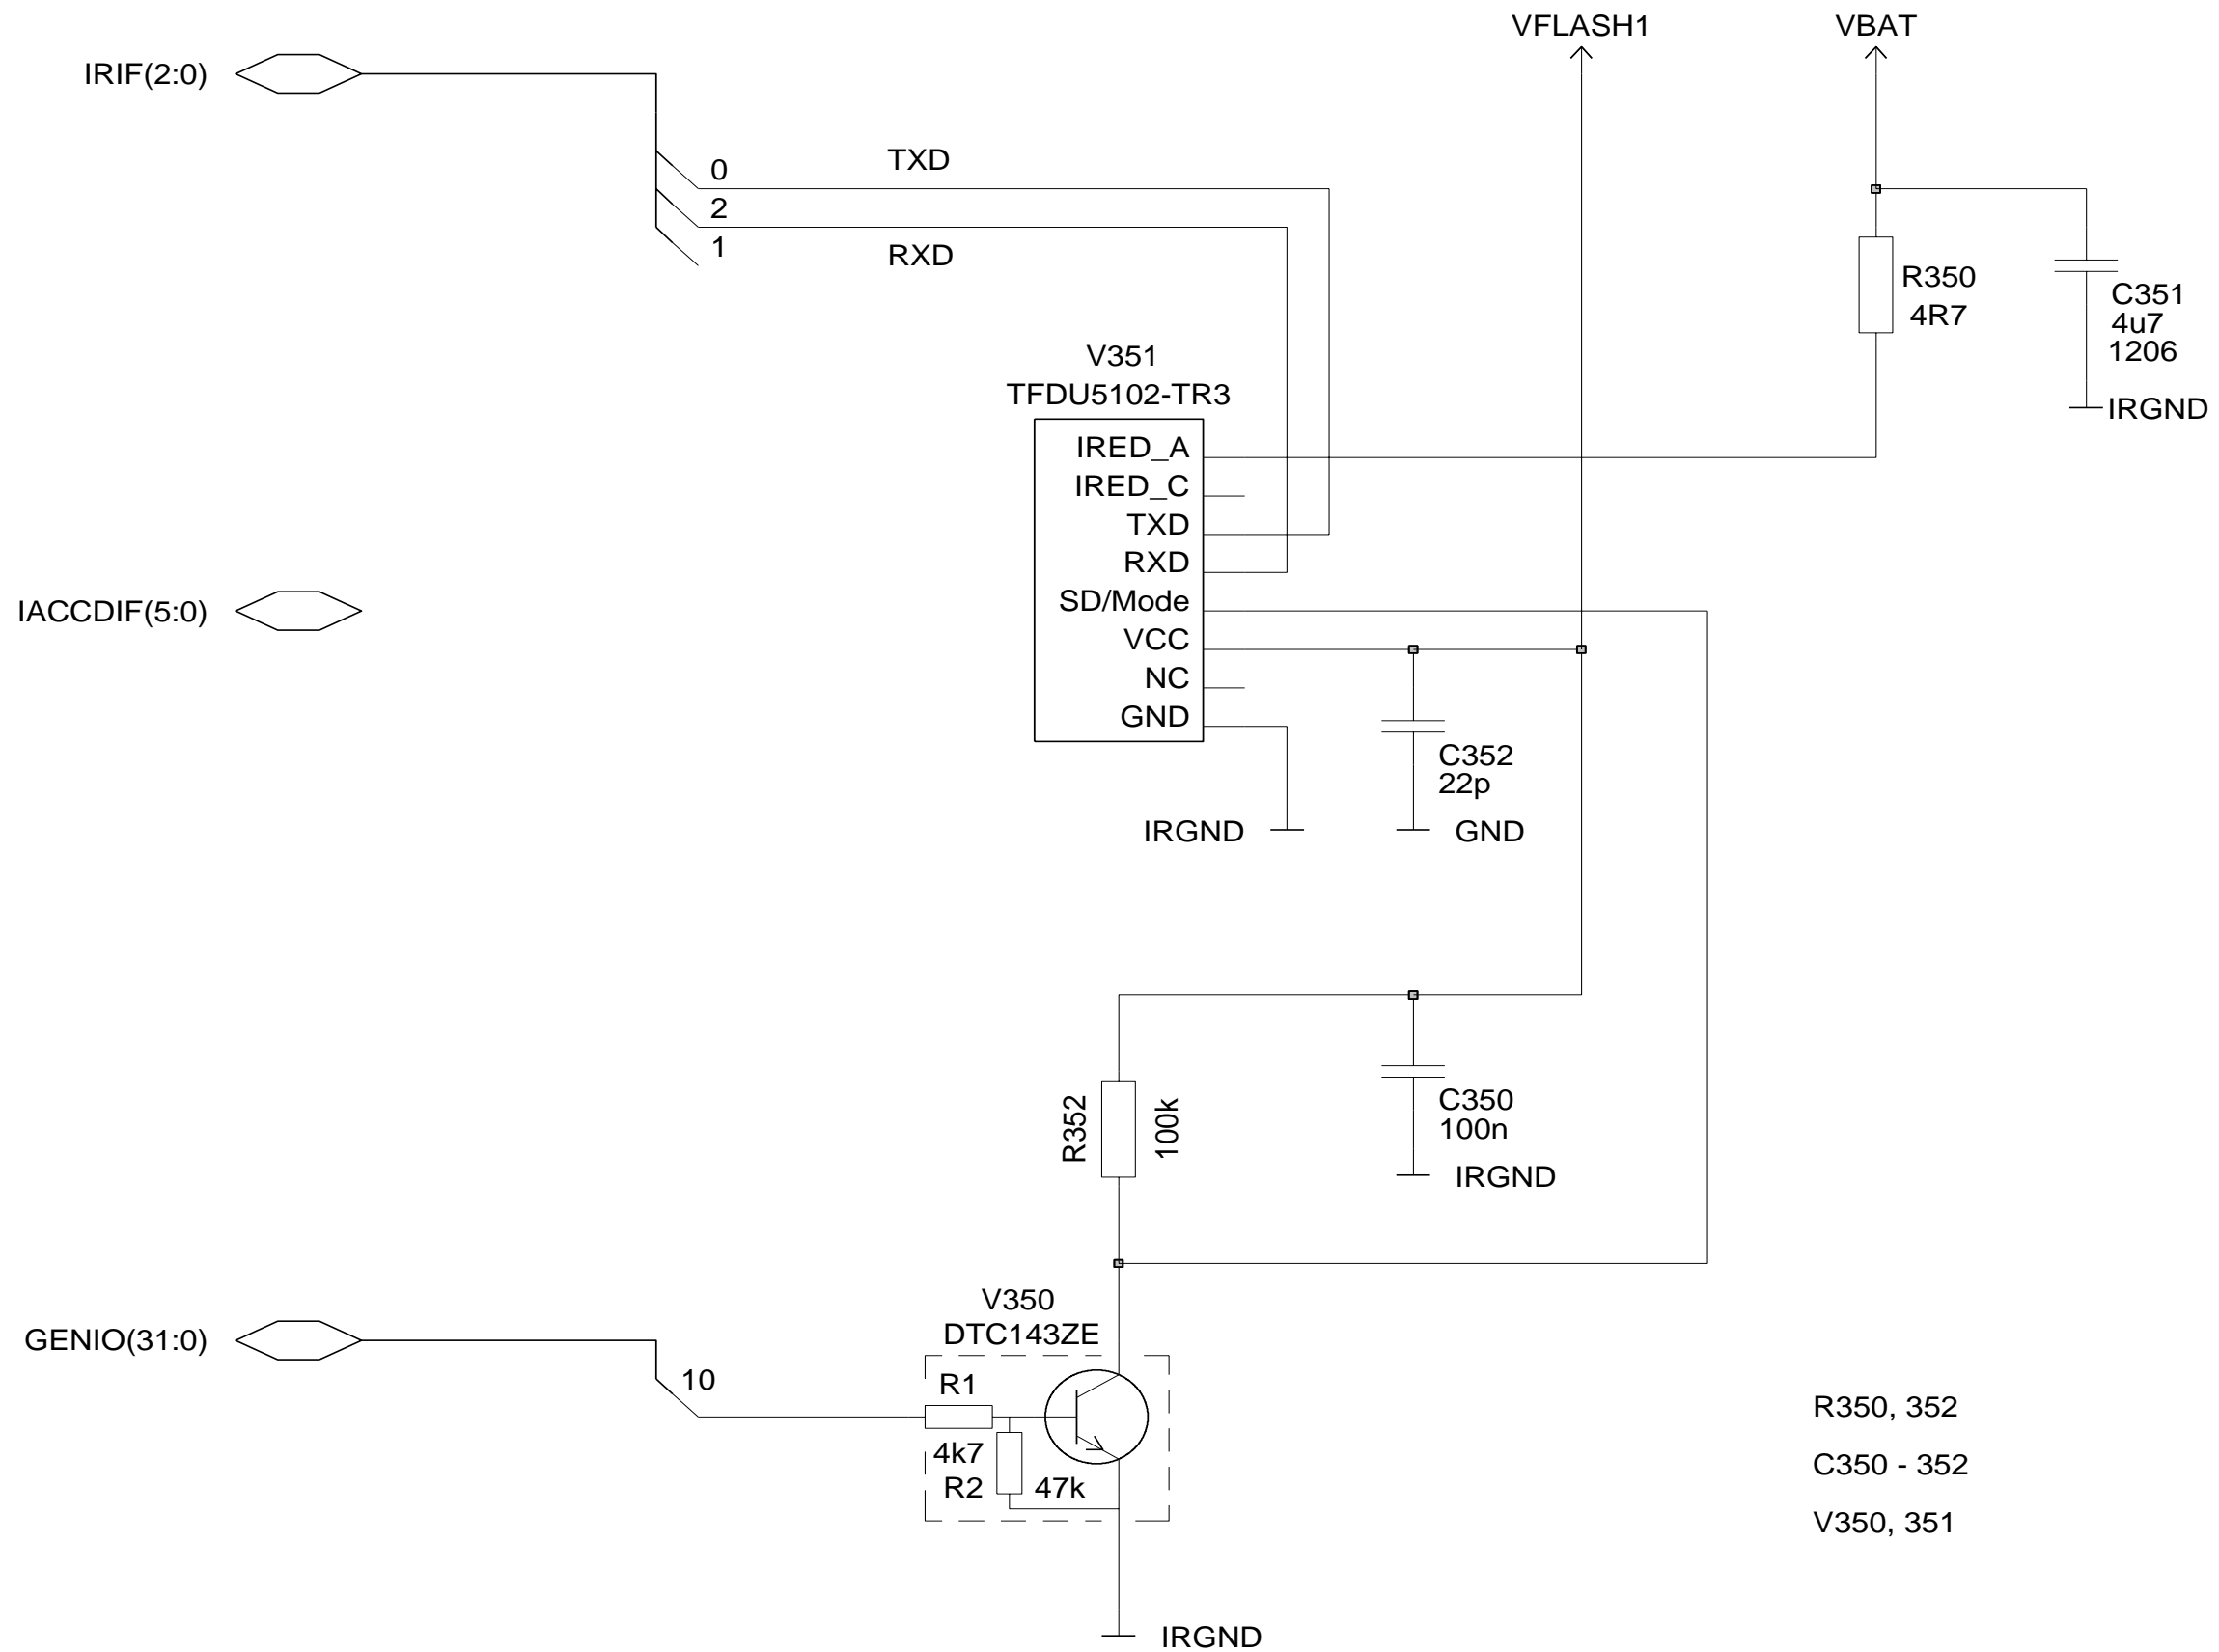 VFLASH1
VBAT
IRIF(2:0)
0
TXD
2
1
RXD
R350
4R7
C351
4u7
1206
IRGND
V351
TFDU5102-TR3
IRED_A
IRED_C
TXD
RXD
SD/Mode
VCC
NC
GND
IACCDIF(5:0)
C352
22p
IRGND
GND
R352
100k
C350
100n
IRGND
V350
DTC143ZE
GENIO(31:0)
10
R1
4k7
R2
47k
IRGND
R350, 352
C350 - 352
V350, 351